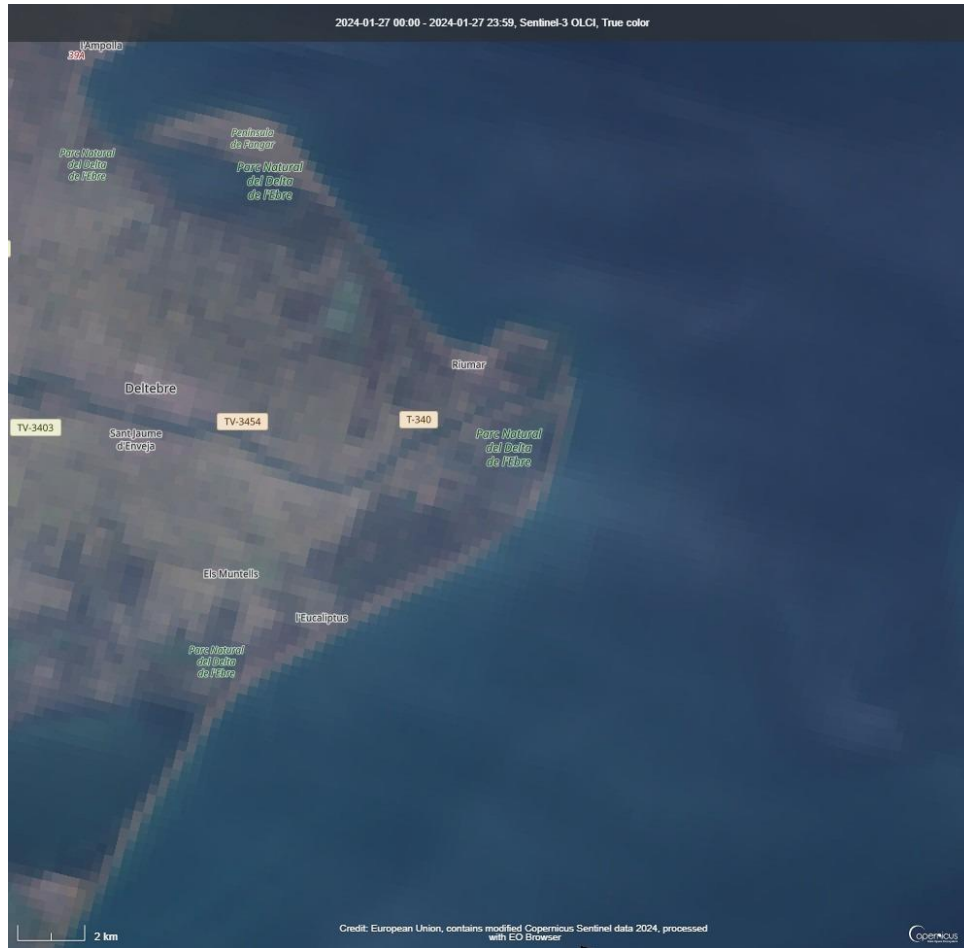 2024-01-27 00:00 - 2024-01-27 23:59, Sentinel-3 OLCI, True color
l'Ampolla
39A
Península
de Fangar
Parc Natural
del Delta
de l'Ebre
Parc Natural
del Delta
de l'Ebre
Riumar
Deltebre
TV-3454
T-340
TV-3403
Sant Jaume
d'Enveja
Parc Natural
del Delta
de l'Ebre
Els Muntells
l'Eucaliptus
Parc Natural
del Delta
de l'Ebre
2 km
Credit: European Union, contains modified Copernicus Sentinel data 2024, processed
with EO Browser
Copernicus